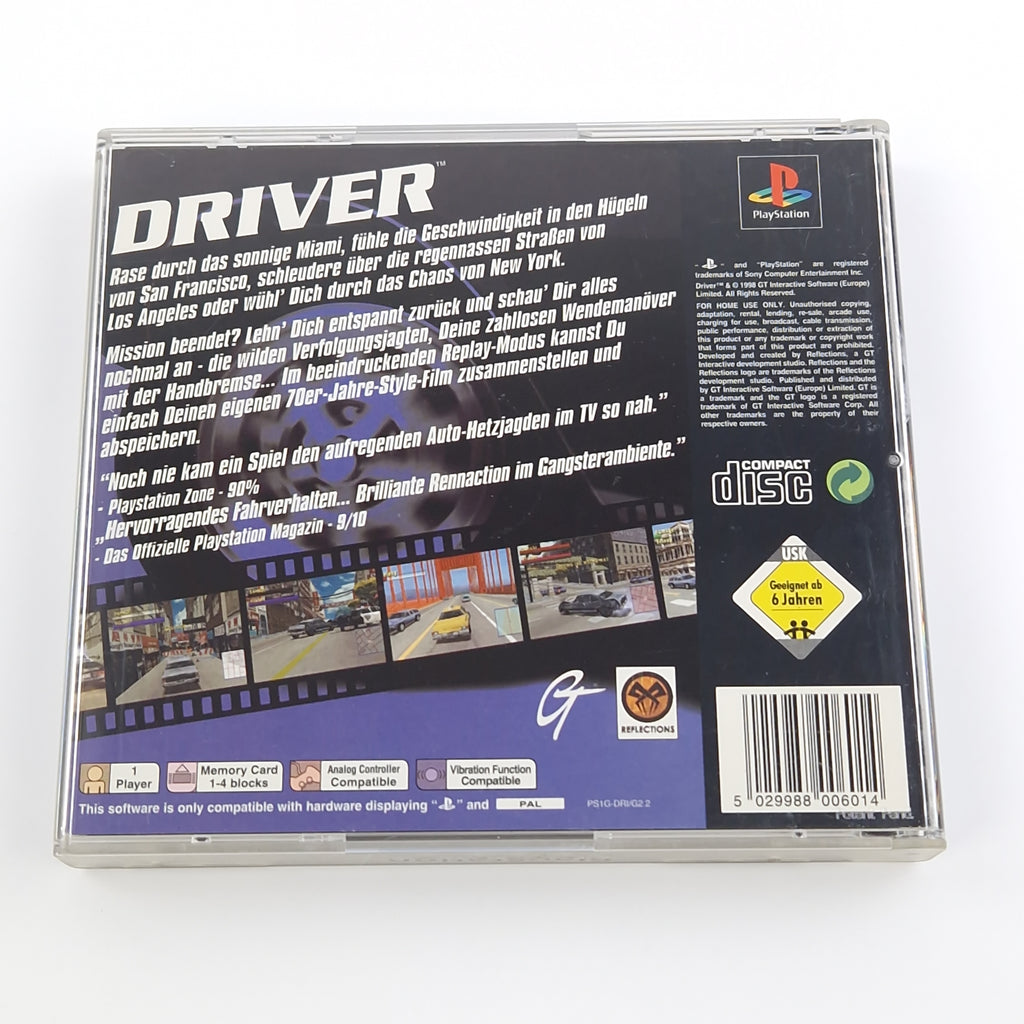 DRIVER™
Rase durch das sonnige Miami, fühle die Geschwindigkeit in den Hügeln
von San Francisco, schleudere über die regennassen Straßen von
Los Angeles oder wühl' Dich durch das Chaos von New York.
Mission beendet? Lehn' Dich entspannt zurück und schau' Dir alles
nochmal an - die wilden Verfolgungsjagten, Deine zahllosen Wendemanöver
mit der Handbremse... Im beeindruckenden Replay-Modus kannst Du
einfach Deinen eigenen 70er-Jahre-Style-Film zusammenstellen und
abspeichern.
“Noch nie kam ein Spiel den aufregenden Auto-Hetzjagden im TV so nah.”
- Playstation Zone - 90%
„Hervorragendes Fahrverhalten... Brilliante Rennaction im Gangsterambiente.”
- Das Offizielle Playstation Magazin - 9/10
GT
REFLECTIONS
1
Player
Memory Card
1-4 blocks
Analog Controller
Compatible
Vibration Function
Compatible
This software is only compatible with hardware displaying “ ” and PAL
PS1G-DRI/G2 2
PlayStation
“ ” and “PlayStation” are registered
trademarks of Sony Computer Entertainment Inc.
Driver™ & © 1998 GT Interactive Software (Europe)
Limited. All Rights Reserved.
FOR HOME USE ONLY. Unauthorised copying,
adaptation, rental, lending, re-sale, arcade use,
charging for use, broadcast, cable transmission,
public performance, distribution or extraction of
this product or any trademark or copyright work
that forms part of this product are prohibited.
Developed and created by Reflections, a GT
Interactive development studio. Reflections and the
Reflections logo are trademarks of the Reflections
development studio. Published and distributed
by GT Interactive Software (Europe) Limited. GT is
a trademark and the GT logo is a registered
trademark of GT Interactive Software Corp. All
other trademarks are the property of their
respective owners.
COMPACT
disc
USK
Geeignet ab
6 Jahren
5 029988 006014